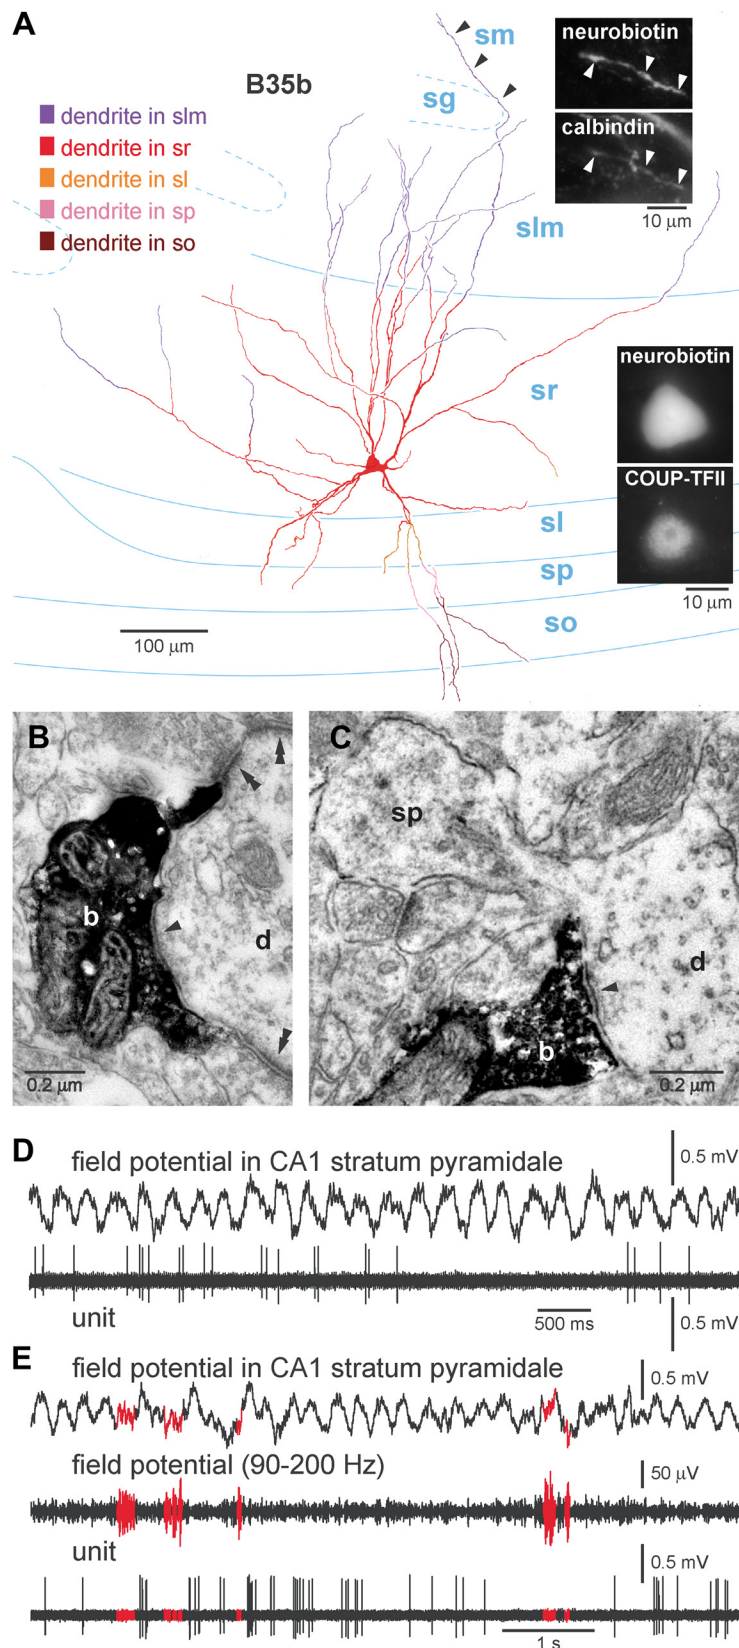 A
B35b
dendrite in slm
dendrite in sr
dendrite in sl
dendrite in sp
dendrite in so
sm
sg
slm
sr
sl
sp
so
neurobiotin
calbindin
10 µm
neurobiotin
COUP-TFII
10 µm
100 µm
B
b
d
0.2 µm
C
sp
d
b
0.2 µm
D
field potential in CA1 stratum pyramidale
0.5 mV
unit
500 ms
0.5 mV
E
field potential in CA1 stratum pyramidale
0.5 mV
field potential (90-200 Hz)
50 µV
unit
0.5 mV
1 s